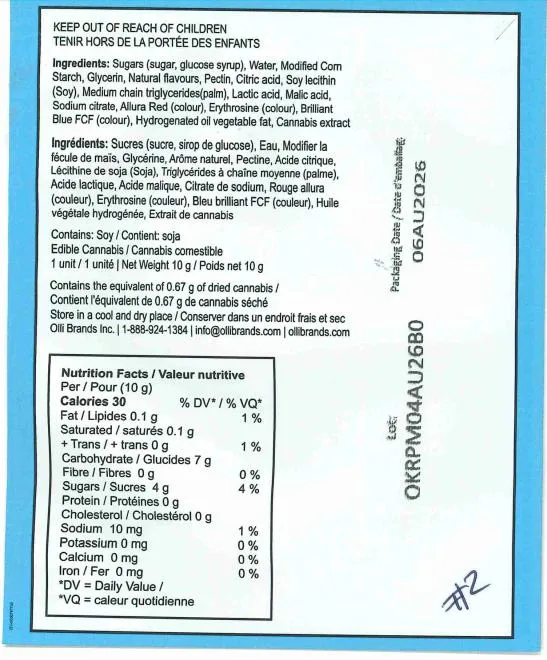 KEEP OUT OF REACH OF CHILDREN
TENIR HORS DE LA PORTÉE DES ENFANTS
Ingredients: Sugars (sugar, glucose syrup), Water, Modified Corn
Starch, Glycerin, Natural flavours, Pectin, Citric acid, Soy lecithin
(Soy), Medium chain triglycerides(palm), Lactic acid, Malic acid,
Sodium citrate, Allura Red (colour), Erythrosine (colour), Brilliant
Blue FCF (colour), Hydrogenated oil vegetable fat, Cannabis extract
Ingrédients: Sucres (sucre, sirop de glucose), Eau, Modifier la
fécule de maïs, Glycérine, Arôme naturel, Pectine, Acide citrique,
Lécithine de soja (Soja), Triglycérides à chaîne moyenne (palme),
Acide lactique, Acide malique, Citrate de sodium, Rouge allura
(couleur), Erythrosine (couleur), Bleu brilliant FCF (couleur), Huile
végétale hydrogénée, Extrait de cannabis
Contains: Soy / Contient: soja
Edible Cannabis / Cannabis comestible
1 unit / 1 unité | Net Weight 10 g / Poids net 10 g
Contains the equivalent of 0.67 g of dried cannabis /
Contient l'équivalent de 0.67 g de cannabis séché
Store in a cool and dry place / Conserver dans un endroit frais et sec
Olli Brands Inc. | 1-888-924-1384 | info@ollibrands.com | ollibrands.com
Packaging Date / Date d'emballag:
06AU2026
Lot:
OKRPM04AU26B0
Nutrition Facts / Valeur nutritive
Per / Pour (10 g)
Calories 30 % DV* / % VQ*
Fat / Lipides 0.1 g 1 %
Saturated / saturés 0.1 g
+ Trans / + trans 0 g 1 %
Carbohydrate / Glucides 7 g
Fibre / Fibres 0 g 0 %
Sugars / Sucres 4 g 4 %
Protein / Protéines 0 g
Cholesterol / Cholestérol 0 g
Sodium 10 mg 1 %
Potassium 0 mg 0 %
Calcium 0 mg 0 %
Iron / Fer 0 mg 0 %
*DV = Daily Value /
*VQ = caleur quotidienne
#2